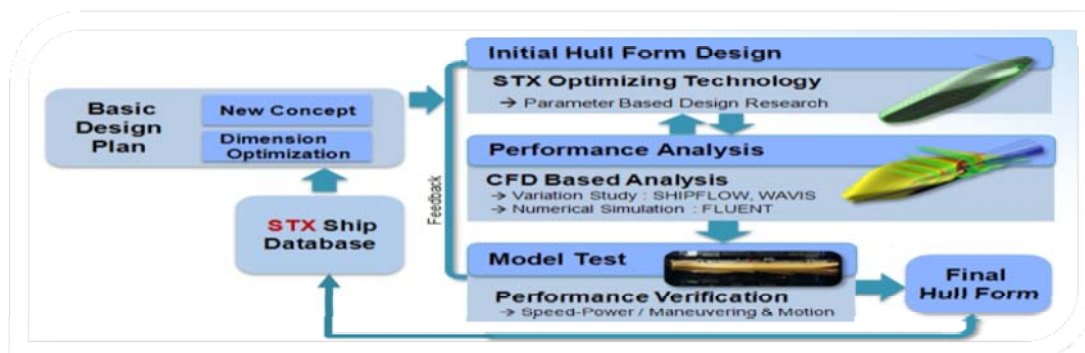 Basic
Design
Plan
New Concept
Dimension
Optimization
STX Ship
Database
Feedback
Initial Hull Form Design
STX Optimizing Technology
→ Parameter Based Design Research
Performance Analysis
CFD Based Analysis
→ Variation Study : SHIPFLOW, WAVIS
→ Numerical Simulation : FLUENT
Model Test
Performance Verification
→ Speed-Power / Maneuvering & Motion
Final
Hull Form